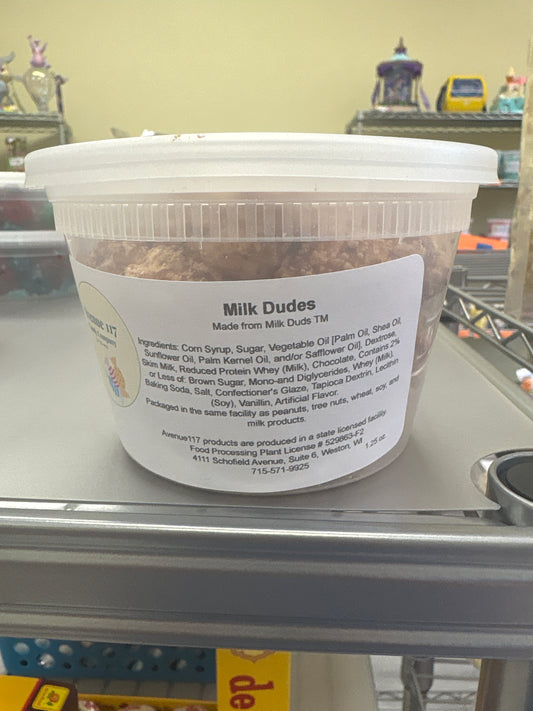 Milk Dudes
Made from Milk Duds TM
Ingredients: Corn Syrup, Sugar, Vegetable Oil [Palm Oil, Shea Oil,
Sunflower Oil, Palm Kernel Oil, and/or Safflower Oil], Dextrose,
Skim Milk, Reduced Protein Whey (Milk), Chocolate, Contains 2%
or Less of: Brown Sugar, Mono-and Diglycerides, Whey (Milk),
Baking Soda, Salt, Confectioner's Glaze, Tapioca Dextrin, Lecithin
(Soy), Vanillin, Artificial Flavor.
Packaged in the same facility as peanuts, tree nuts, wheat, soy, and
milk products.
Avenue117 products are produced in a state licensed facility.
Food Processing Plant License # 529863-F2
4111 Schofield Avenue, Suite 6, Weston, WI
1.25 oz.
715-571-9925
117
de